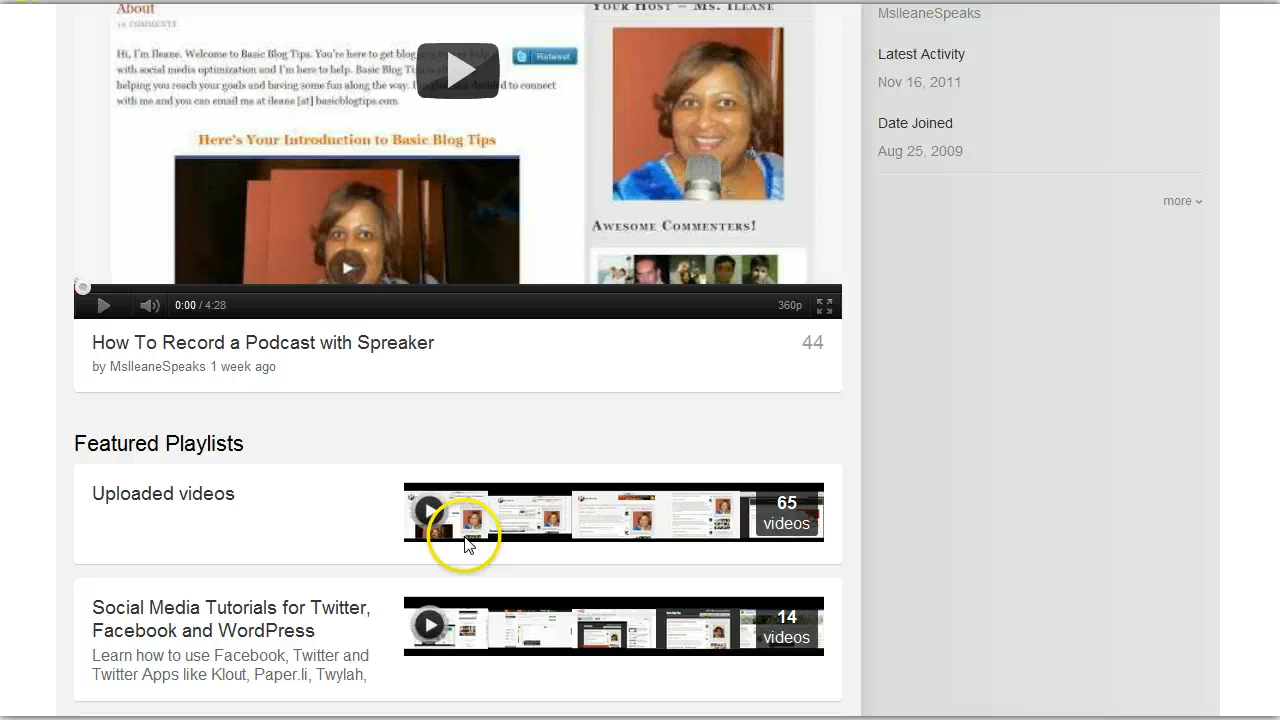 About
10 COMMENTS
Hi, I'm Ileane. Welcome to Basic Blog Tips. You're here to get blog
Retweet
with social media optimization and I'm here to help. Basic Blog
helping you reach your goals and having some fun along the way.
decided to connect
with me and you can email me at ileane [at] basicblogtips.com
Here's Your Introduction to Basic Blog Tips
YOUR HOST – MS. ILEANE
AWESOME COMMENTERS!
0:00 / 4:28
360p
How To Record a Podcast with Spreaker
44
by MsIleaneSpeaks 1 week ago
Featured Playlists
Uploaded videos
65
videos
Social Media Tutorials for Twitter,
Facebook and WordPress
Learn how to use Facebook, Twitter and
Twitter Apps like Klout, Paper.li, Twylah,
14
videos
MsIleaneSpeaks
Latest Activity
Nov 16, 2011
Date Joined
Aug 25, 2009
more